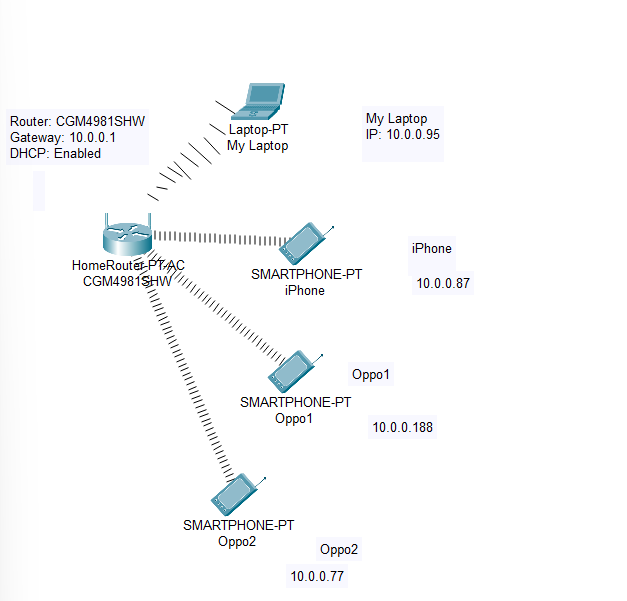 Router: CGM4981SHW
Gateway: 10.0.0.1
DHCP: Enabled
Laptop-PT
My Laptop
My Laptop
IP: 10.0.0.95
HomeRouter-PT-AC
CGM4981SHW
SMARTPHONE-PT
iPhone
iPhone
10.0.0.87
SMARTPHONE-PT
Oppo1
Oppo1
10.0.0.188
SMARTPHONE-PT
Oppo2
Oppo2
10.0.0.77